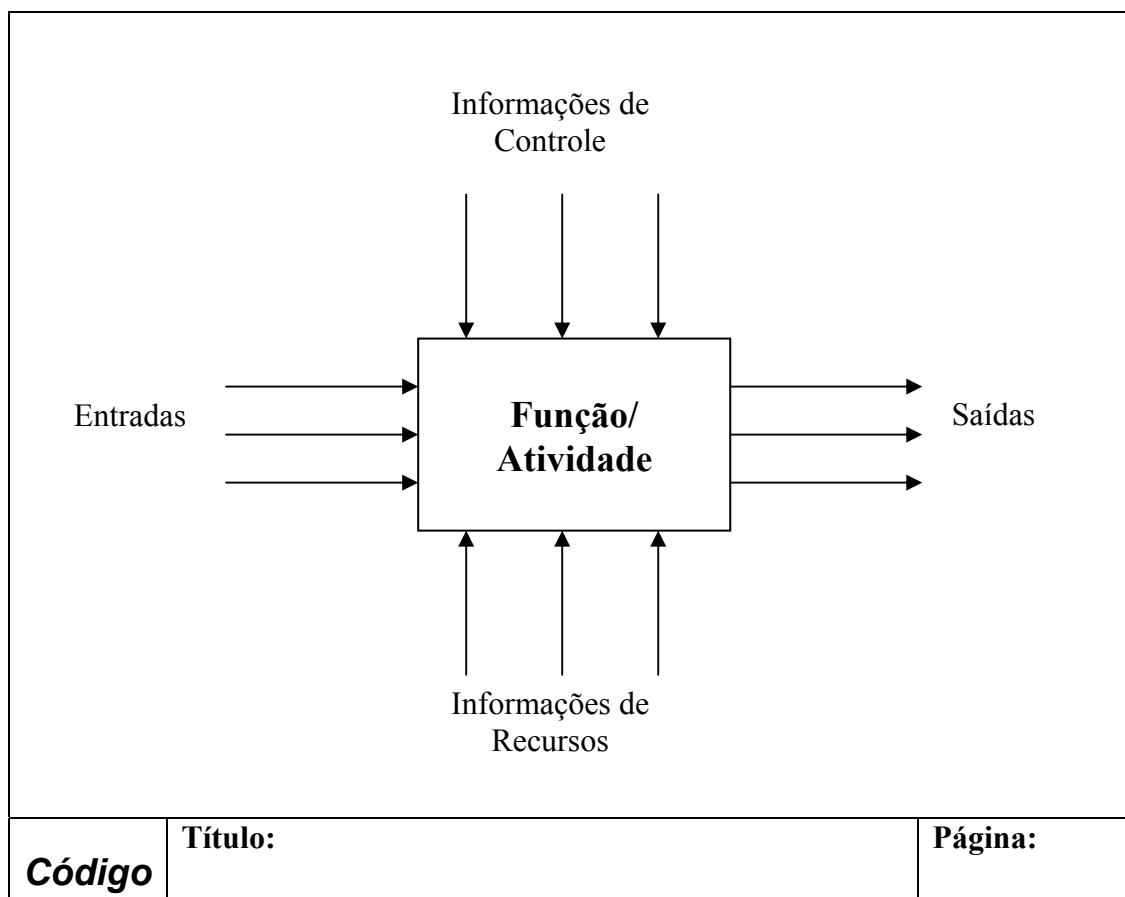 Informações de
Controle
Entradas
Função/
Atividade
Saídas
Informações de
Recursos
Código
Título:
Página: